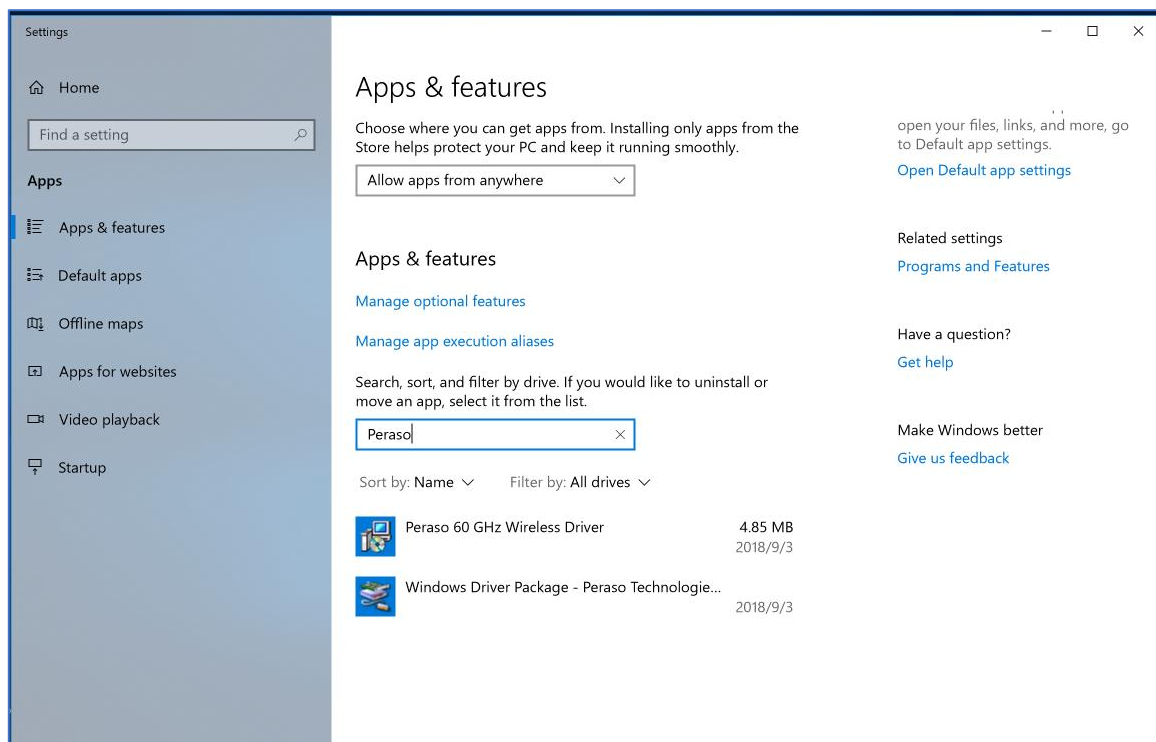 Settings
Home
Find a setting
Apps
Apps & features
Default apps
Offline maps
Apps for websites
Video playback
Startup
Apps & features
Choose where you can get apps from. Installing only apps from the
Store helps protect your PC and keep it running smoothly.
Allow apps from anywhere
Apps & features
Manage optional features
Manage app execution aliases
Search, sort, and filter by drive. If you would like to uninstall or
move an app, select it from the list.
Peraso
Sort by: Name
Filter by: All drives
Peraso 60 GHz Wireless Driver
4.85 MB
2018/9/3
Windows Driver Package - Peraso Technologie...
2018/9/3
open your files, links, and more, go
to Default app settings.
Open Default app settings
Related settings
Programs and Features
Have a question?
Get help
Make Windows better
Give us feedback